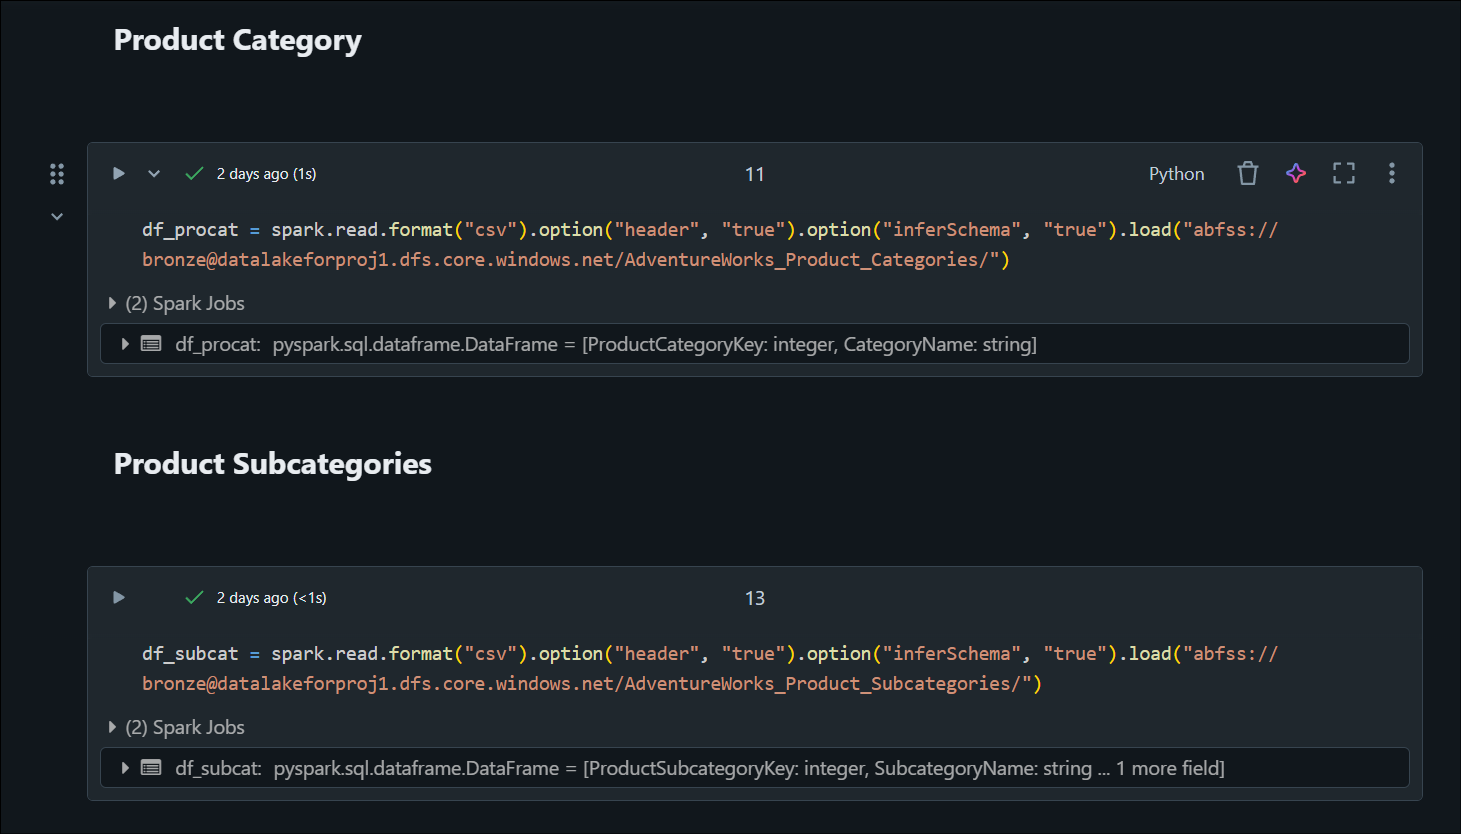 Product Category
2 days ago (1s)
11
Python
df_procat = spark.read.format("csv").option("header", "true").option("inferSchema", "true").load("abfss://
bronze@datalakeforproj1.dfs.core.windows.net/AdventureWorks_Product_Categories/")
(2) Spark Jobs
df_procat: pyspark.sql.dataframe.DataFrame = [ProductCategoryKey: integer, CategoryName: string]
Product Subcategories
2 days ago (<1s)
13
df_subcat = spark.read.format("csv").option("header", "true").option("inferSchema", "true").load("abfss://
bronze@datalakeforproj1.dfs.core.windows.net/AdventureWorks_Product_Subcategories/")
(2) Spark Jobs
df_subcat: pyspark.sql.dataframe.DataFrame = [ProductSubcategoryKey: integer, SubcategoryName: string ... 1 more field]